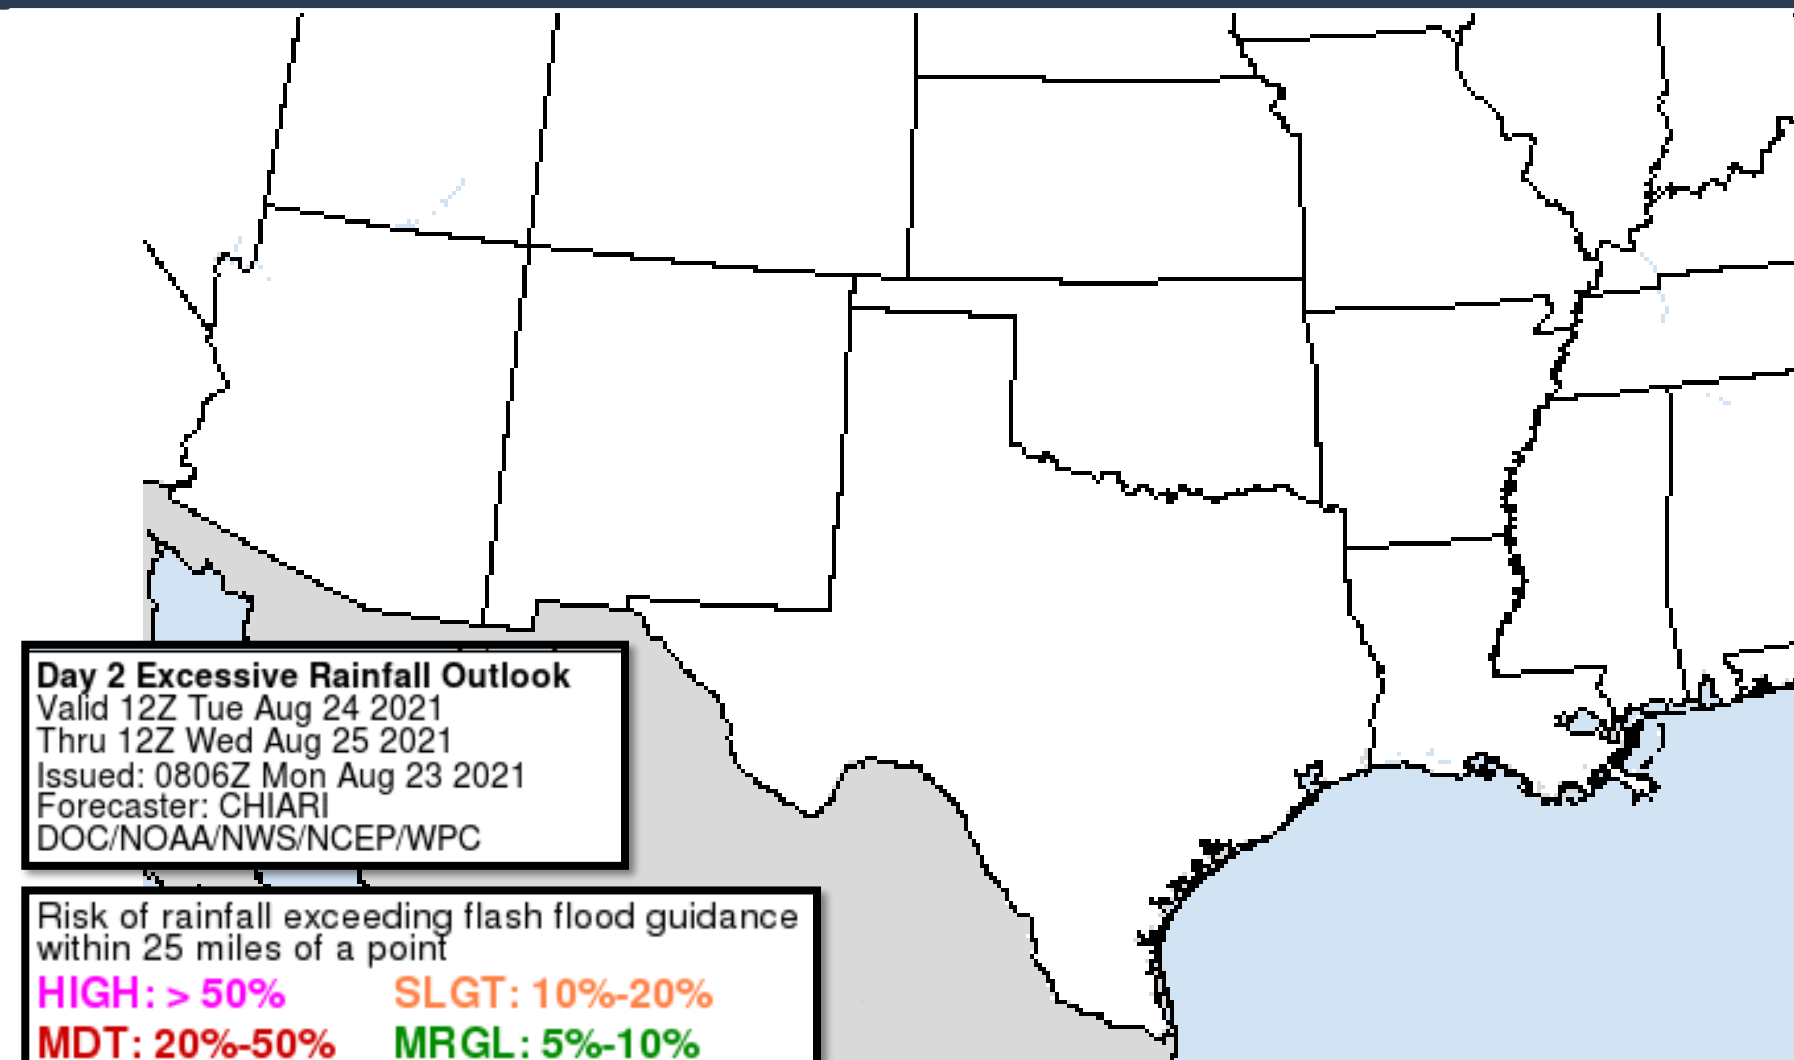 Day 2 Excessive Rainfall Outlook
Valid 12Z Tue Aug 24 2021
Thru 12Z Wed Aug 25 2021
Issued: 0806Z Mon Aug 23 2021
Forecaster: CHIARI
DOC/NOAA/NWS/NCEP/WPC
Risk of rainfall exceeding flash flood guidance
within 25 miles of a point
HIGH: > 50% SLGT: 10%-20%
MDT: 20%-50% MRGL: 5%-10%